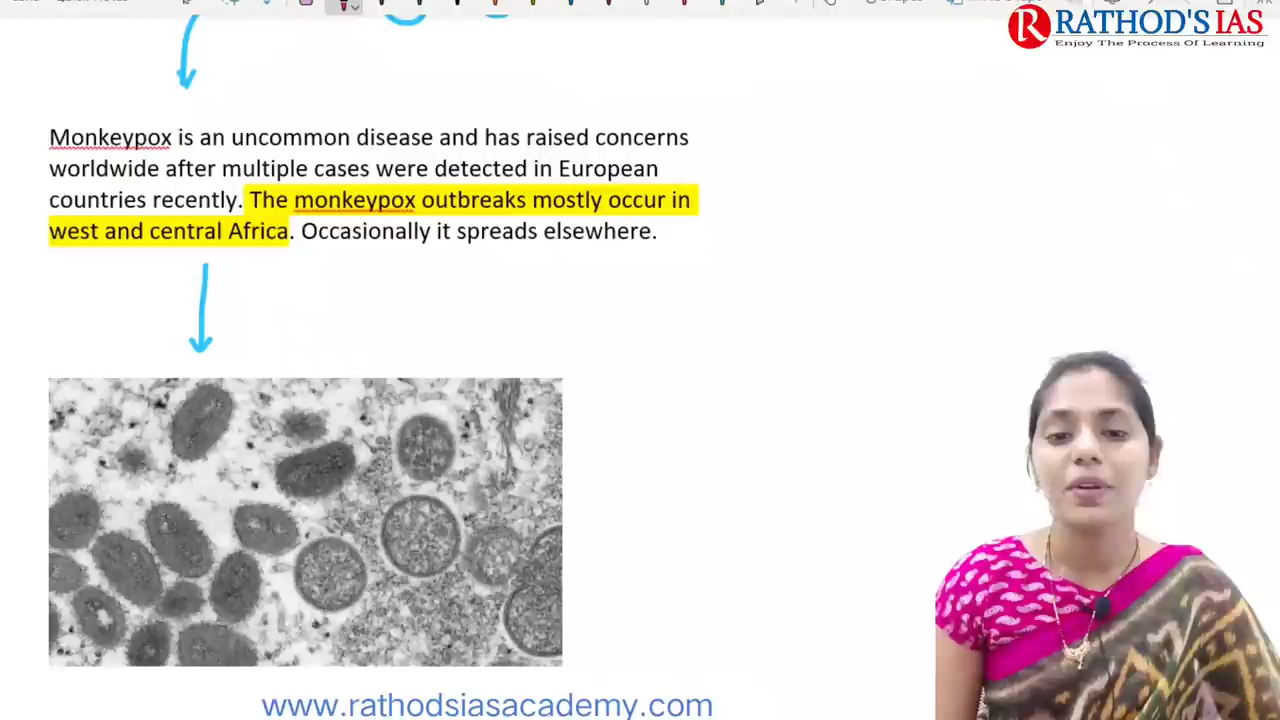 RATHOD'S IAS
Enjoy The Process Of Learning
Monkeypox is an uncommon disease and has raised concerns
worldwide after multiple cases were detected in European
countries recently. The monkeypox outbreaks mostly occur in
west and central Africa. Occasionally it spreads elsewhere.
www.rathodsiasacademy.com